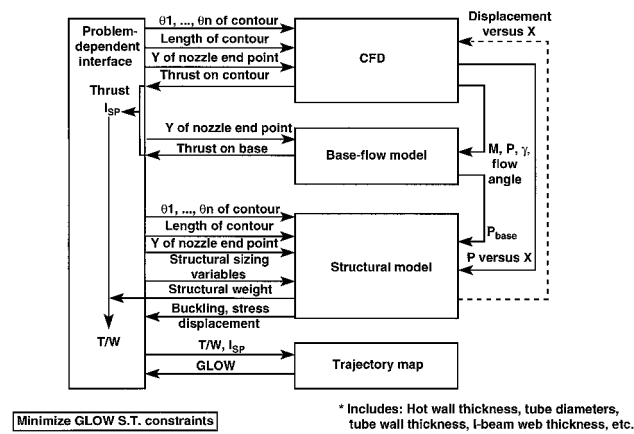 Problem-
dependent
interface
θ1, ..., θn of contour
Length of contour
Y of nozzle end point
Thrust on contour
CFD
Displacement
versus X
Thrust
ISP
Y of nozzle end point
Thrust on base
Base-flow model
M, P, γ,
flow
angle
θ1, ..., θn of contour
Length of contour
Y of nozzle end point
Structural sizing
variables
Structural weight
Buckling, stress
displacement
Structural model
Pbase
P versus X
T/W
T/W, ISP
GLOW
Trajectory map
Minimize GLOW S.T. constraints
* Includes: Hot wall thickness, tube diameters,
tube wall thickness, I-beam web thickness, etc.